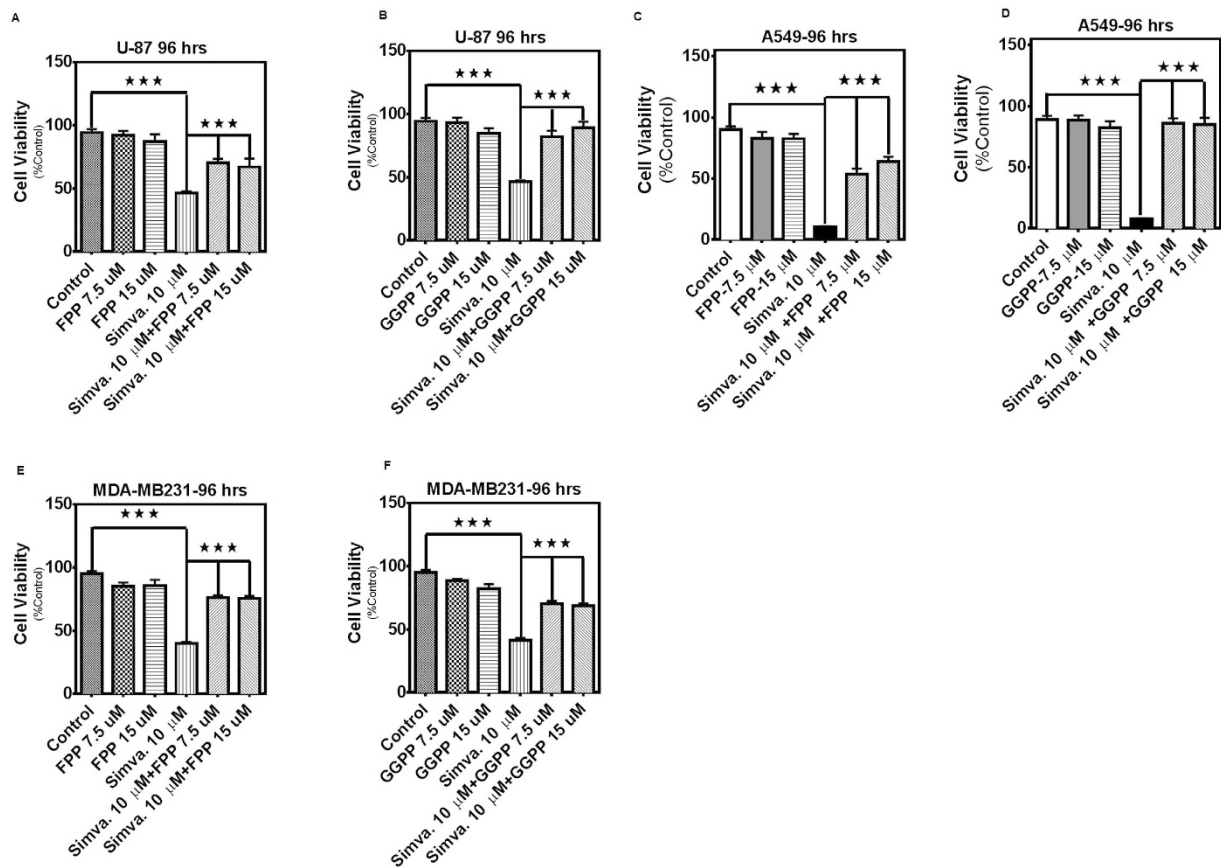 A
U-87 96 hrs
★★★
★★★
Cell Viability
(%Control)
150
100
50
0
Control
FPP 7.5 uM
FPP 15 uM
Simva. 10 μM
Simva. 10 μM+FPP 7.5 uM
Simva. 10 μM+FPP 15 uM
B
U-87 96 hrs
★★★
★★★
Cell Viability
(%Control)
150
100
50
0
Control
GGPP 7.5 uM
GGPP 15 uM
Simva. 10 μM
Simva. 10 μM+GGPP 7.5 uM
Simva. 10 μM+GGPP 15 uM
C
A549-96 hrs
★★★
★★★
Cell Viability
(%Control)
150
100
50
0
Control
FPP-7.5 μM
FPP-15 μM
Simva. 10 μM
Simva. 10 μM +FPP 7.5 μM
Simva. 10 μM +FPP 15 μM
D
A549-96 hrs
★★★
★★★
Cell Viability
(%Control)
150
100
50
0
Control
GGPP-7.5 μM
GGPP-15 μM
Simva. 10 μM
Simva. 10 μM +GGPP 7.5 μM
Simva. 10 μM +GGPP 15 μM
E
MDA-MB231-96 hrs
★★★
★★★
Cell Viability
(%Control)
150
100
50
0
Control
FPP 7.5 uM
FPP 15 uM
Simva. 10 μM
Simva. 10 μM+FPP 7.5 uM
Simva. 10 μM+FPP 15 uM
F
MDA-MB231-96 hrs
★★★
★★★
Cell Viability
(%Control)
150
100
50
0
Control
GGPP 7.5 uM
GGPP 15 uM
Simva. 10 μM
Simva. 10 μM+GGPP 7.5 uM
Simva. 10 μM+GGPP 15 uM